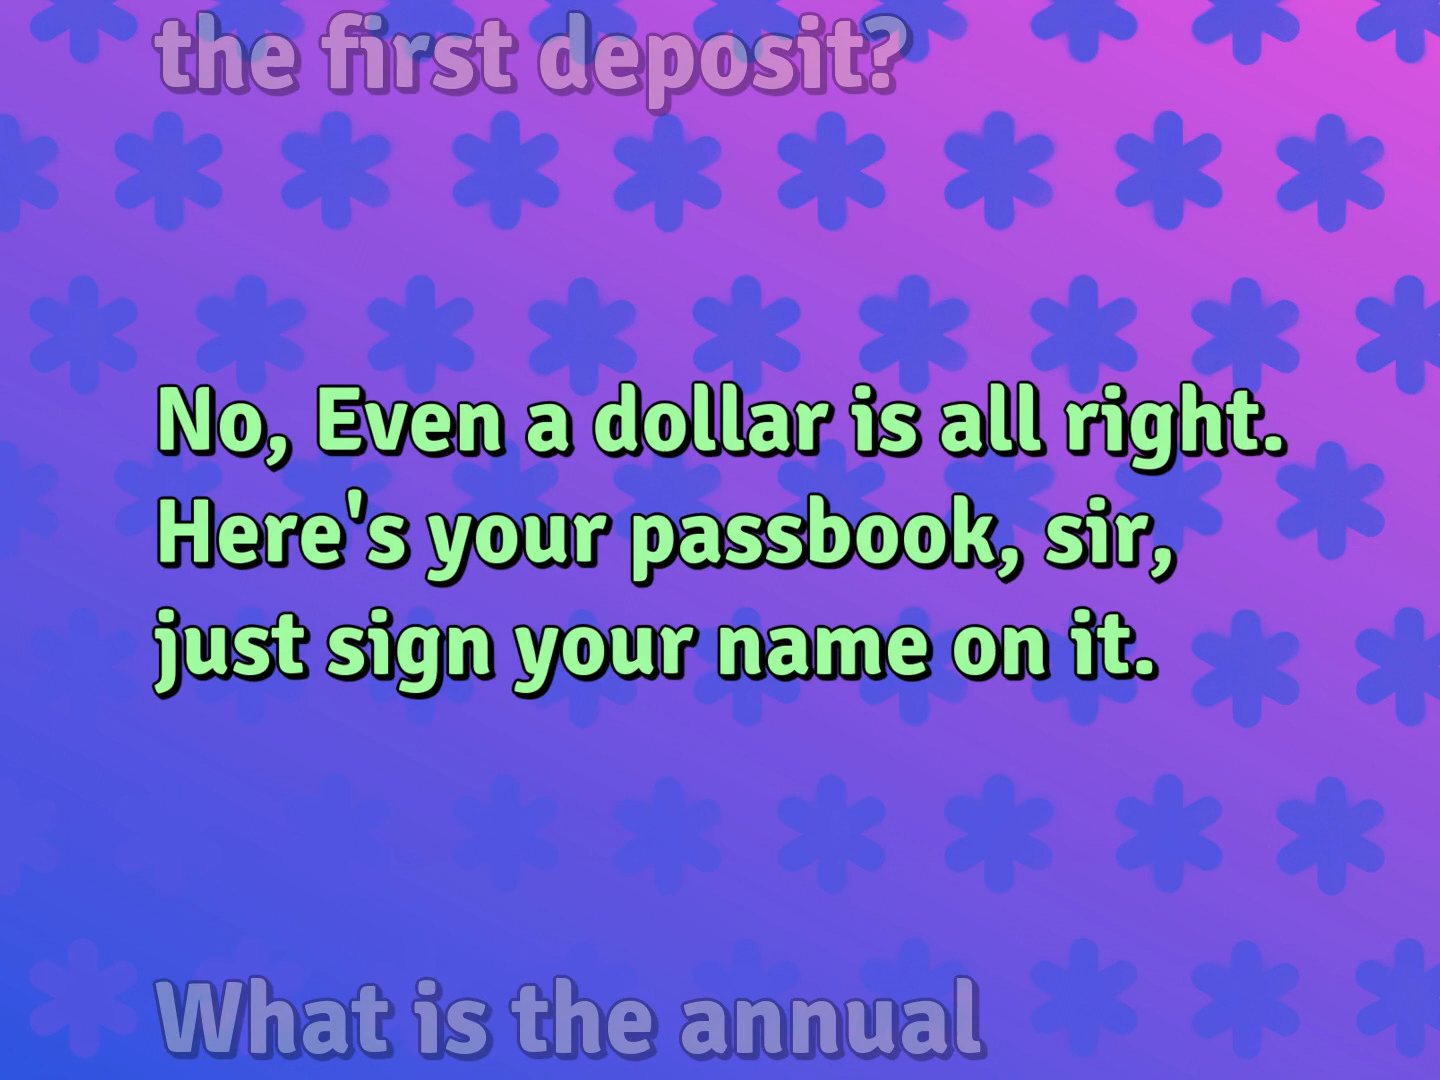 the first deposit?
No, Even a dollar is all right.
Here's your passbook, sir,
just sign your name on it.
What is the annual